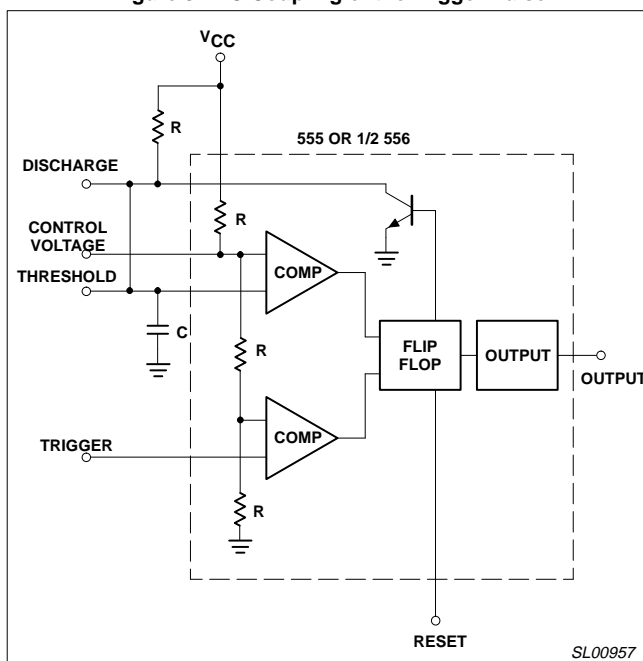 VCC
R
555 OR 1/2 556
DISCHARGE
R
CONTROL
VOLTAGE
COMP
THRESHOLD
C
R
FLIP
FLOP
OUTPUT
OUTPUT
COMP
TRIGGER
R
RESET
SL00957